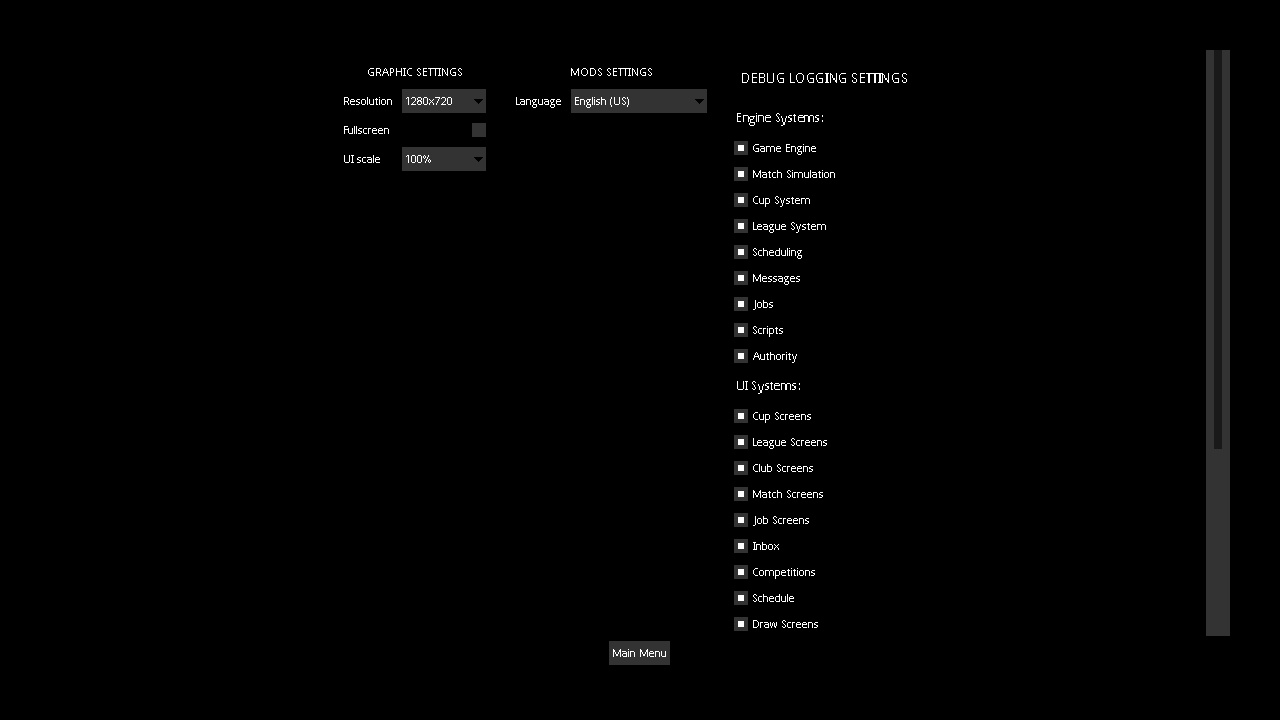 GRAPHIC SETTINGS
Resolution 1280x720
Fullscreen
UI scale 100%
MODS SETTINGS
Language English (US)
DEBUG LOGGING SETTINGS
Engine Systems:
Game Engine
Match Simulation
Cup System
League System
Scheduling
Messages
Jobs
Scripts
Authority
UI Systems:
Cup Screens
League Screens
Club Screens
Match Screens
Job Screens
Inbox
Competitions
Schedule
Draw Screens
Main Menu